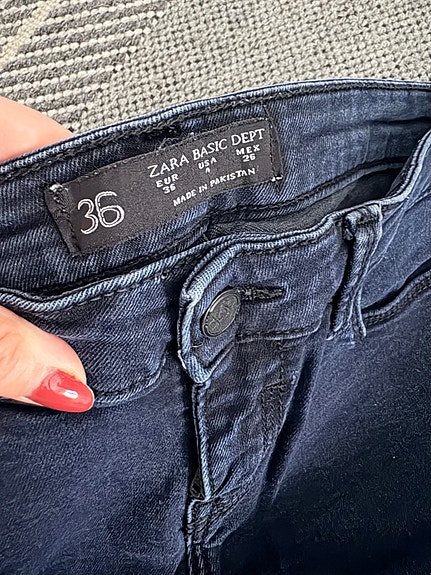 36
ZARA BASIC DEPT
EUR USA MEX
36 4 26
MADE IN PAKISTAN